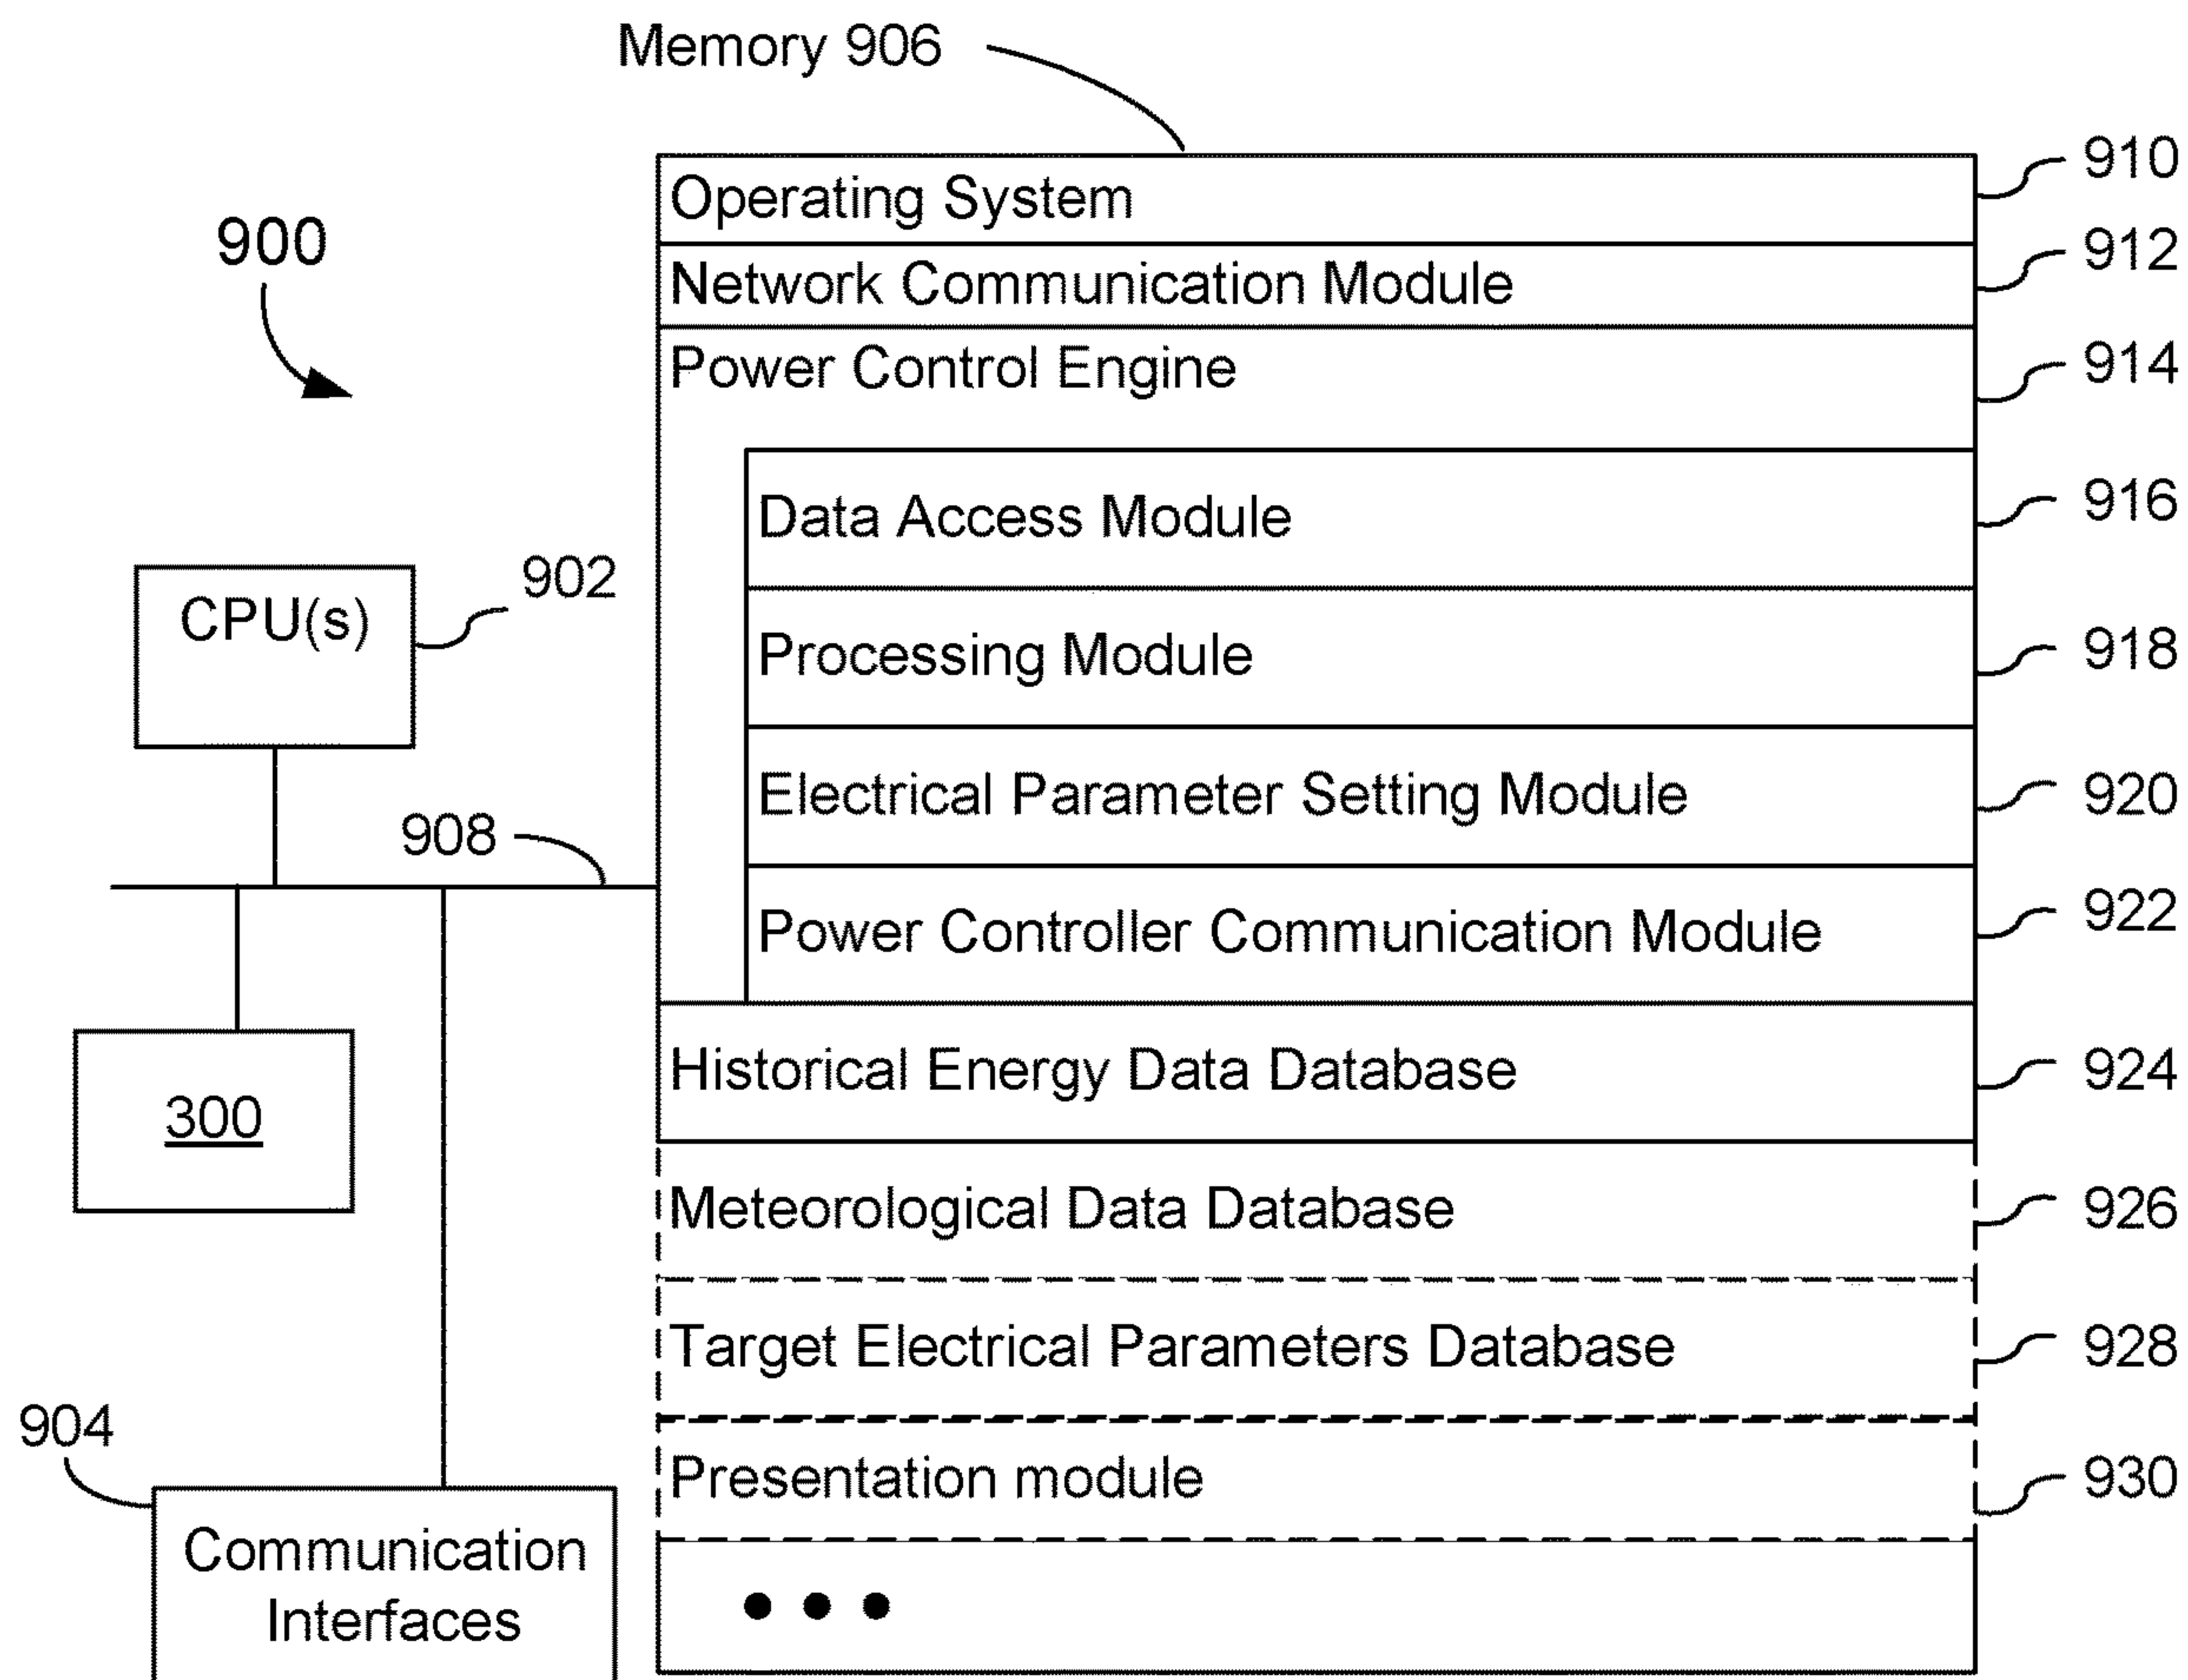 Memory 906
Operating System
910
900
Network Communication Module
912
Power Control Engine
914
Data Access Module
916
CPU(s)
902
Processing Module
918
Electrical Parameter Setting Module
920
908
Power Controller Communication Module
922
Historical Energy Data Database
924
300
Meteorological Data Database
926
Target Electrical Parameters Database
928
904
Presentation module
930
Communication
Interfaces
• • •